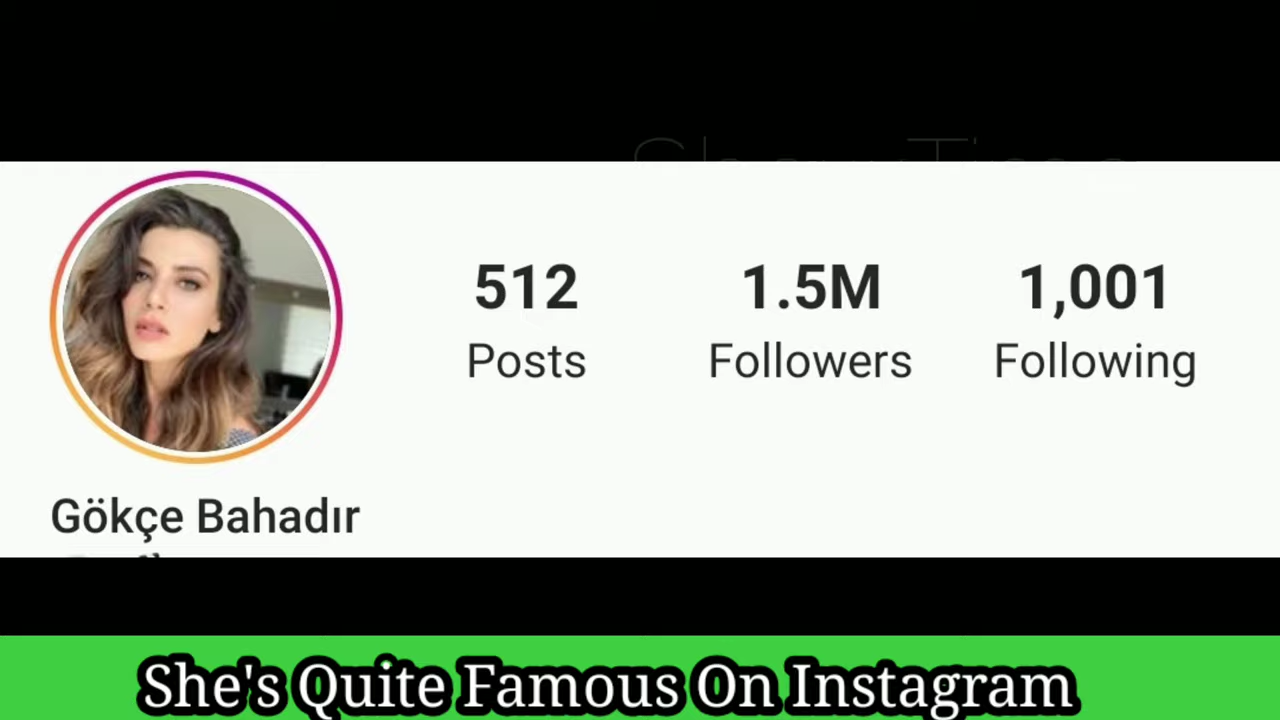 512 1.5M 1,001
Posts Followers Following
Gökçe Bahadır
She's Quite Famous On Instagram